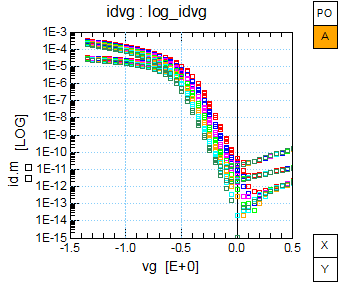 idvg : log_idvg
PO
A
1E-3
1E-4
1E-5
1E-6
1E-7
1E-8
1E-9
1E-10
1E-11
1E-12
1E-13
1E-14
1E-15
id.m [LOG]
-1.5 -1.0 -0.5 0.0 0.5
vg [E+0]
X
Y